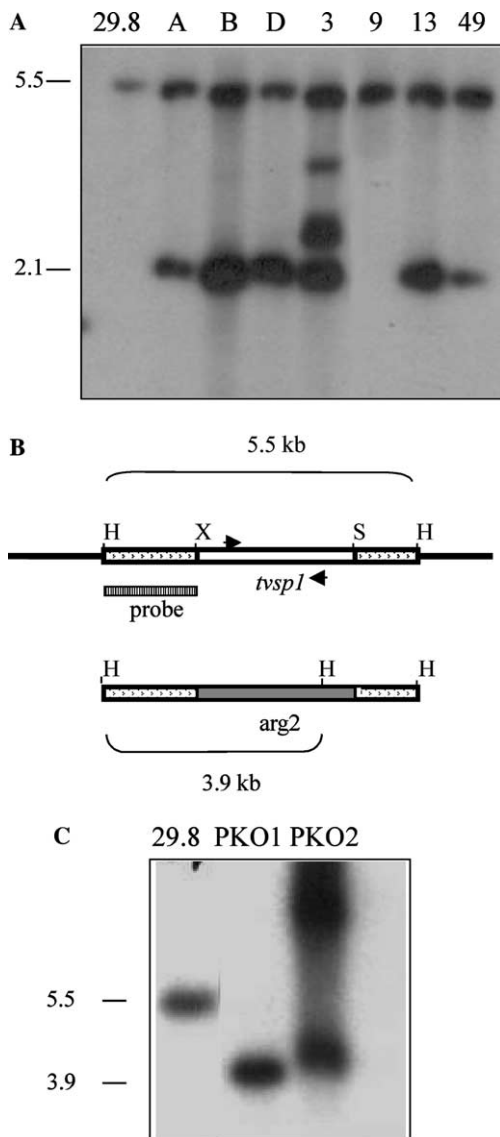 A 29.8 A B D 3 9 13 49
5.5
2.1
B
5.5 kb
H X S H
tvsp1
probe
H H H
arg2
3.9 kb
C
29.8 PKO1 PKO2
5.5
3.9